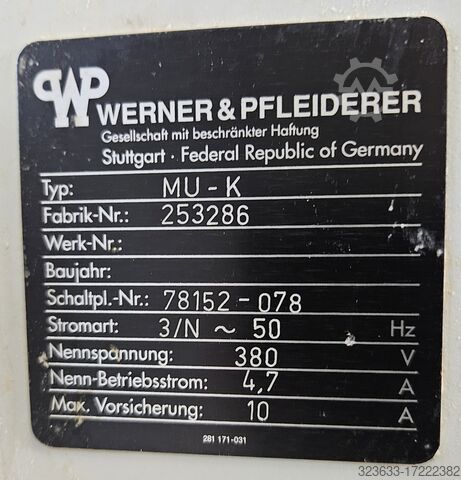 WP WERNER & PFLEIDERER
Gesellschaft mit beschränkter Haftung
Stuttgart · Federal Republic of Germany
Typ: MU-K
Fabrik-Nr.: 253286
Werk-Nr.:
Baujahr:
Schaltpl.-Nr.: 78152-078
Stromart: 3/N ~ 50 Hz
Nennspannung: 380 V
Nenn-Betriebsstrom: 4,7 A
Max. Vorsicherung: 10 A
281 171-031
323633-17222382